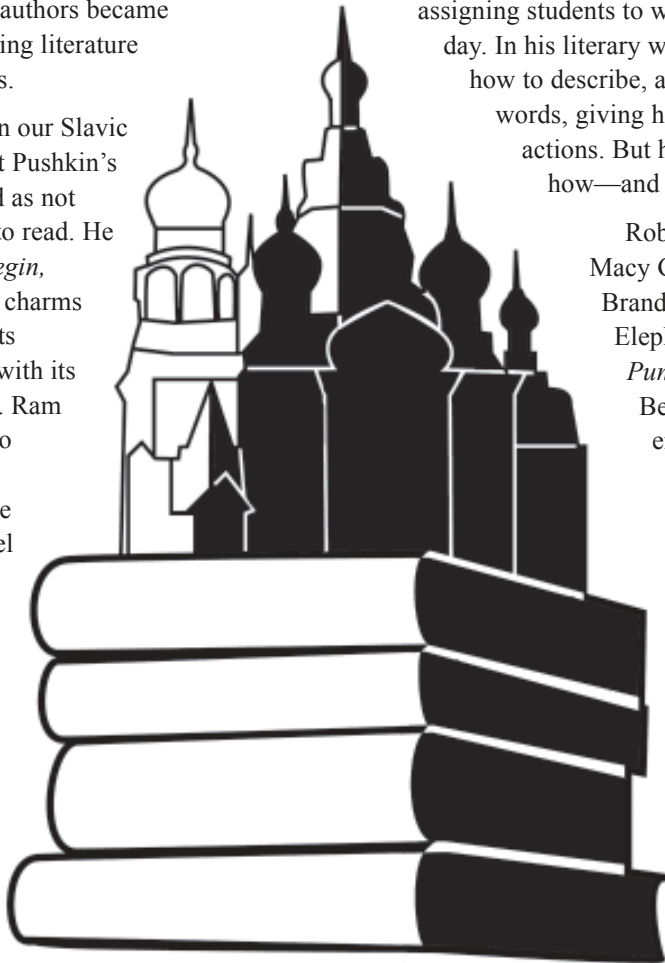 authors became
ing literature
s.
n our Slavic
t Pushkin's
d as not
to read. He
egin,
charms
ts
with its
. Ram
o
e
el
assigning students to w
day. In his literary w
how to describe, a
words, giving h
actions. But h
how—and
Rob
Macy C
Brand
Elepl
Pun
Be
e